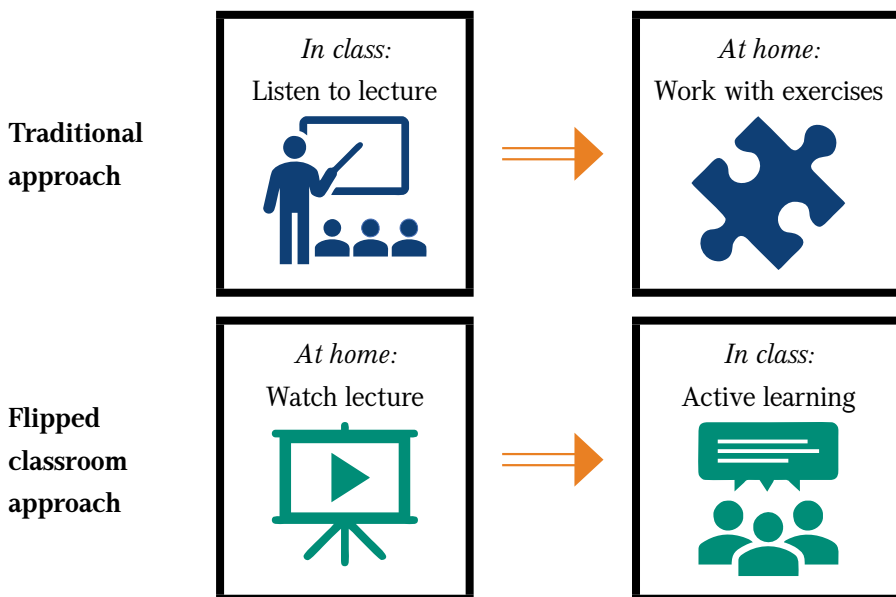 Traditional
approach
In class:
Listen to lecture
At home:
Work with exercises
Flipped
classroom
approach
At home:
Watch lecture
In class:
Active learning